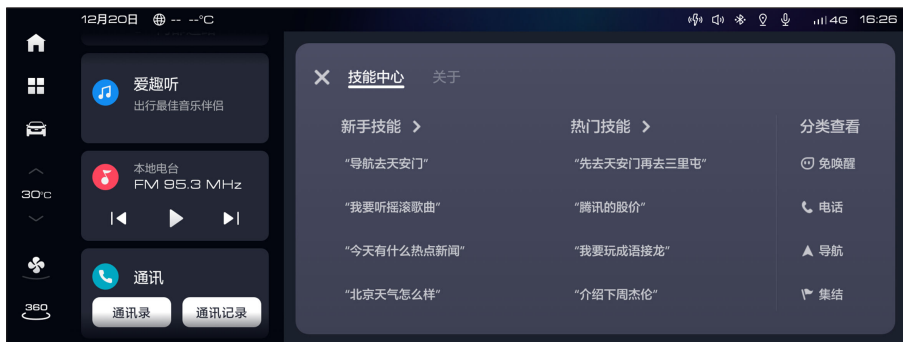 12月20日 -- --°C
4G 16:26
爱趣听
出行最佳音乐伴侣
本地电台
FM 95.3 MHz
通讯
通讯录 通讯记录
30°C
360
技能中心 关于
新手技能 热门技能 分类查看
“导航去天安门” “先去天安门再去三里屯” 免唤醒
“我要听摇滚歌曲” “腾讯的股价” 电话
“今天有什么热点新闻” “我要玩成语接龙” 导航
“北京天气怎么样” “介绍下周杰伦” 集结